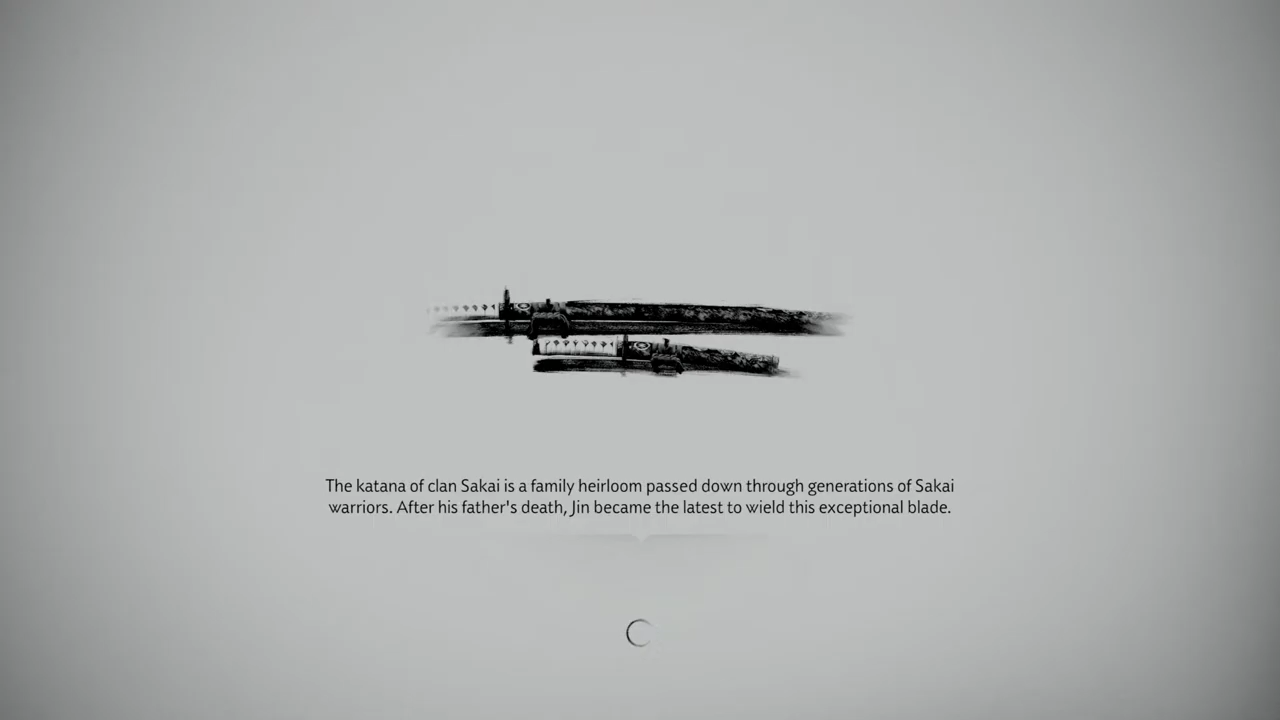 The katana of clan Sakai is a family heirloom passed down through generations of Sakai
warriors. After his father's death, Jin became the latest to wield this exceptional blade.